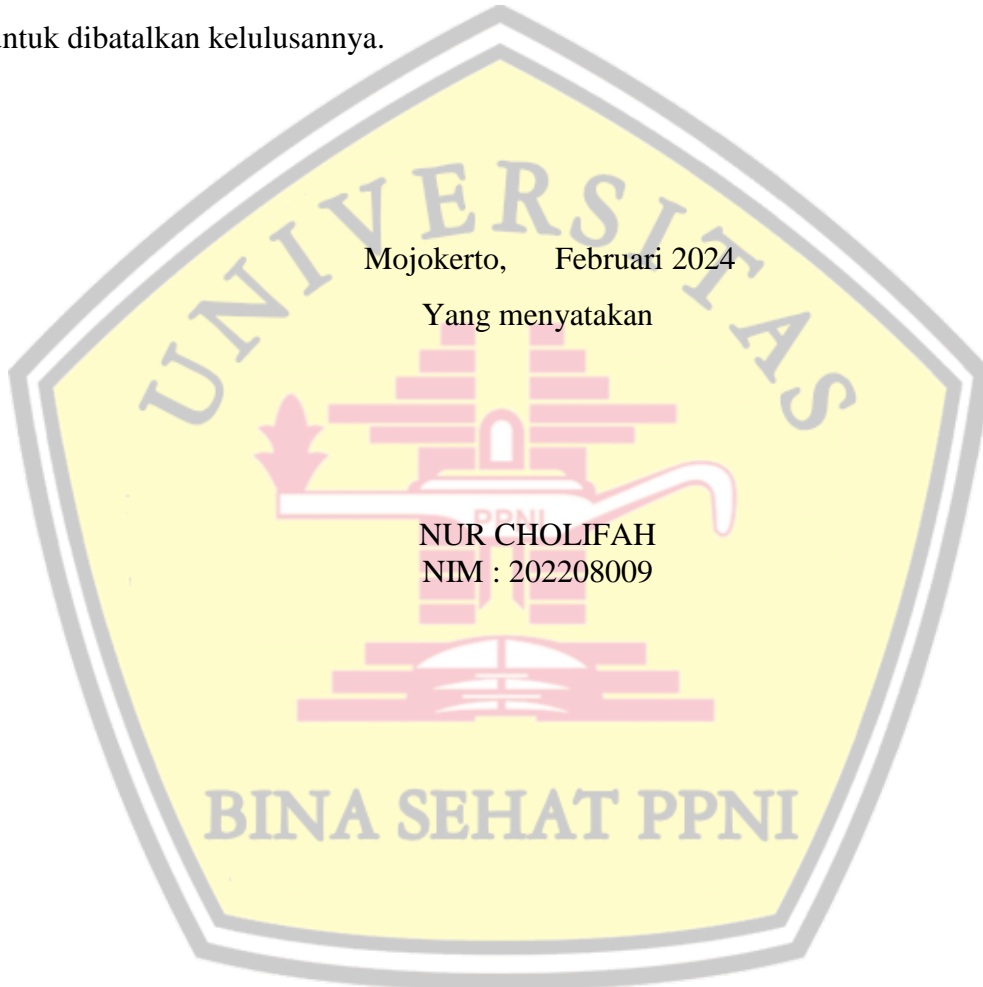 untuk dibatalkan kelulusannya.
UNIVERSITAS
Mojokerto, Februari 2024
Yang menyatakan
PPNI
NUR CHOLIFAH
NIM : 202208009
BINA SEHAT PPNI